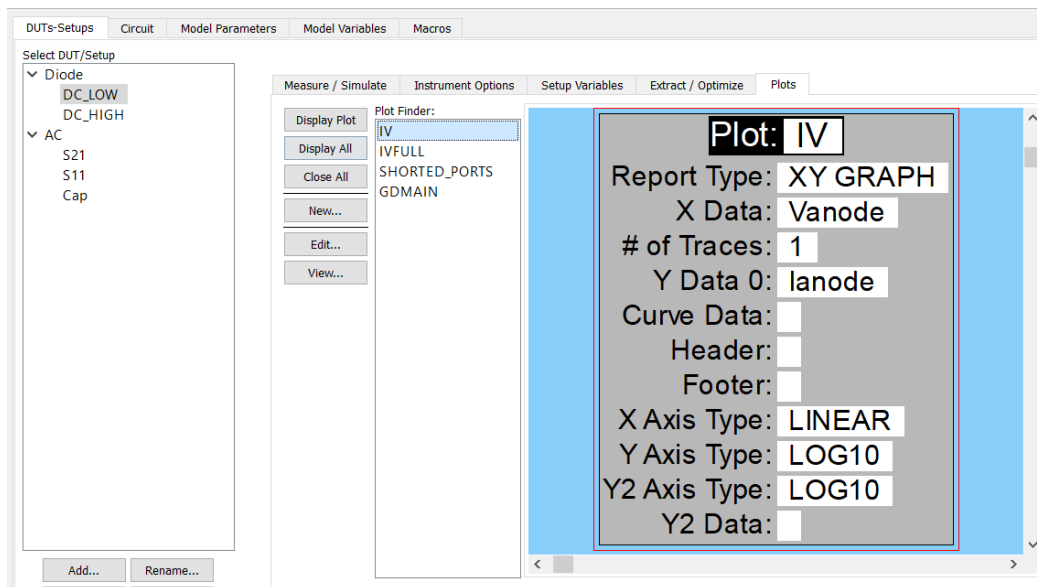 DUTs-Setups Circuit Model Parameters Model Variables Macros
Select DUT/Setup
Diode
DC_LOW
DC_HIGH
AC
S21
S11
Cap
Add... Rename...
Measure / Simulate Instrument Options Setup Variables Extract / Optimize Plots
Display Plot
Display All
Close All
New...
Edit...
View...
Plot Finder:
IV
IVFULL
SHORTED_PORTS
GDMAIN
Plot: IV
Report Type: XY GRAPH
X Data: Vanode
# of Traces: 1
Y Data 0: Ianode
Curve Data:
Header:
Footer:
X Axis Type: LINEAR
Y Axis Type: LOG10
Y2 Axis Type: LOG10
Y2 Data: